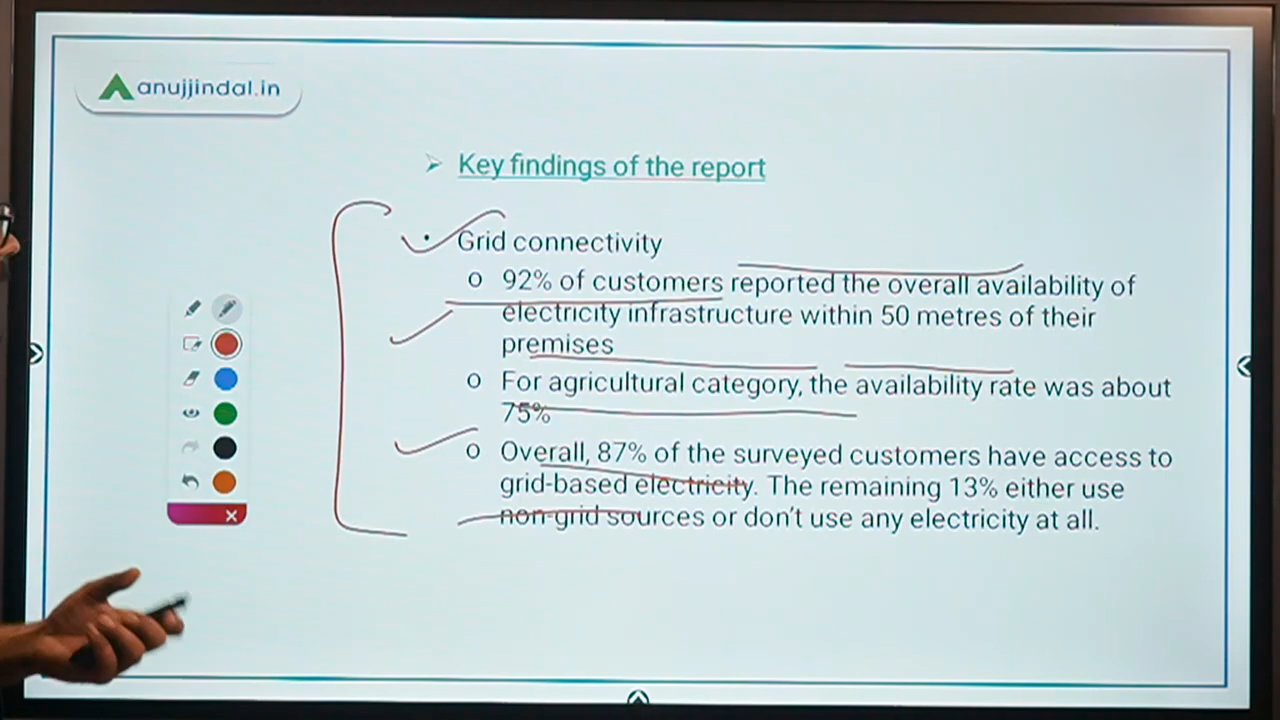 anujjindal.in
Key findings of the report
Grid connectivity
o 92% of customers reported the overall availability of
electricity infrastructure within 50 metres of their
premises
o For agricultural category, the availability rate was about
75%
o Overall, 87% of the surveyed customers have access to
grid-based electricity. The remaining 13% either use
non-grid sources or don't use any electricity at all.